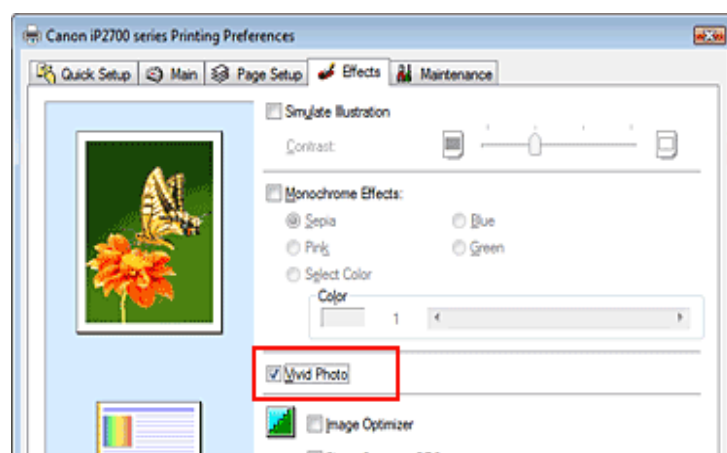 Canon iP2700 series Printing Preferences
Quick Setup Main Page Setup Effects Maintenance
Simulate Illustration
Contrast:
Monochrome Effects:
Sepia Blue
Pink Green
Select Color
Color
1
Vivid Photo
Image Optimizer